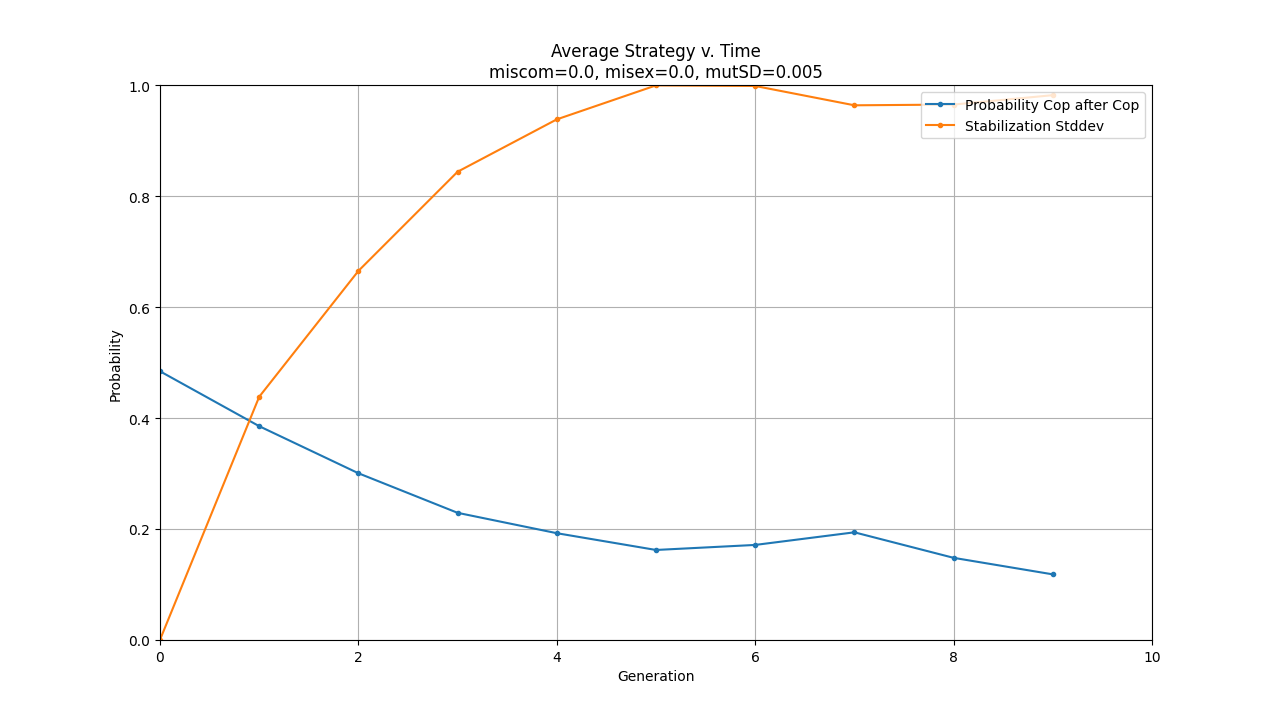 Average Strategy v. Time
miscom=0.0, misex=0.0, mutSD=0.005
Probability Cop after Cop
Stabilization Stddev
1.0
0.8
0.6
0.4
0.2
0.0
Probability
0 2 4 6 8 10
Generation